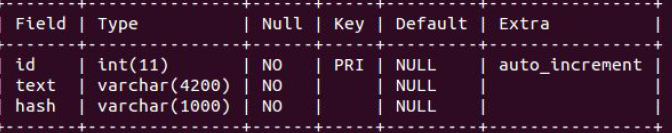 +-------+---------------+------+-----+---------+----------------+
| Field | Type          | Null | Key | Default | Extra          |
+-------+---------------+------+-----+---------+----------------+
| id    | int(11)       | NO   | PRI | NULL    | auto_increment |
| text  | varchar(4200) | NO   |     | NULL    |                |
| hash  | varchar(1000) | NO   |     | NULL    |                |
+-------+---------------+------+-----+---------+----------------+